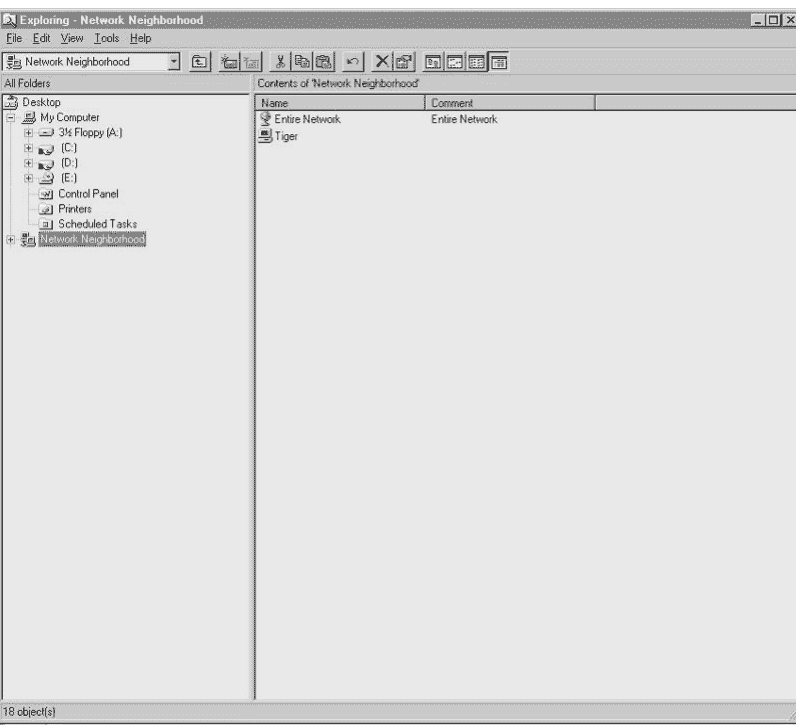 Exploring - Network Neighborhood
File Edit View Tools Help
Network Neighborhood
All Folders
Contents of 'Network Neighborhood'
Desktop
My Computer
3½ Floppy (A:)
(C:)
(D:)
(E:)
Control Panel
Printers
Scheduled Tasks
Network Neighborhood
Name Comment
Entire Network Entire Network
Tiger
18 object(s)